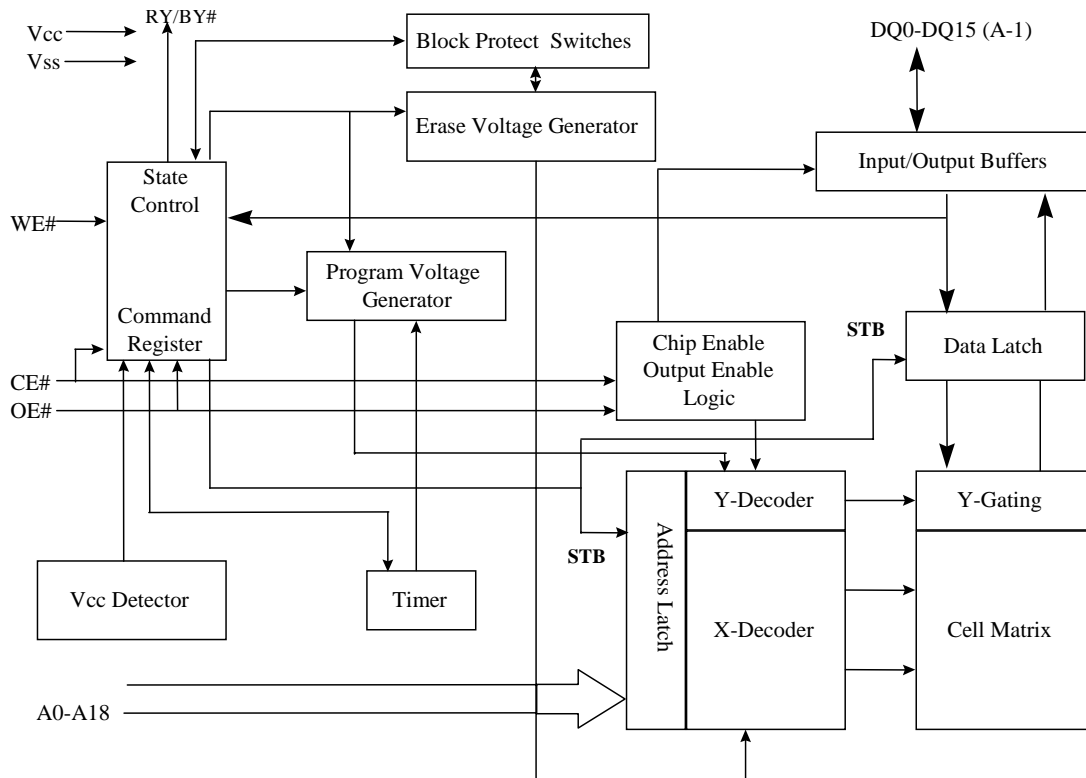 RY/BY#
Vcc
Vss
Block Protect Switches
DQ0-DQ15 (A-1)
Erase Voltage Generator
Input/Output Buffers
State
Control
WE#
Program Voltage
Generator
Command
Register
STB
Chip Enable
Output Enable
Logic
Data Latch
CE#
OE#
Y-Decoder
Y-Gating
Address Latch
STB
Vcc Detector
Timer
X-Decoder
Cell Matrix
A0-A18